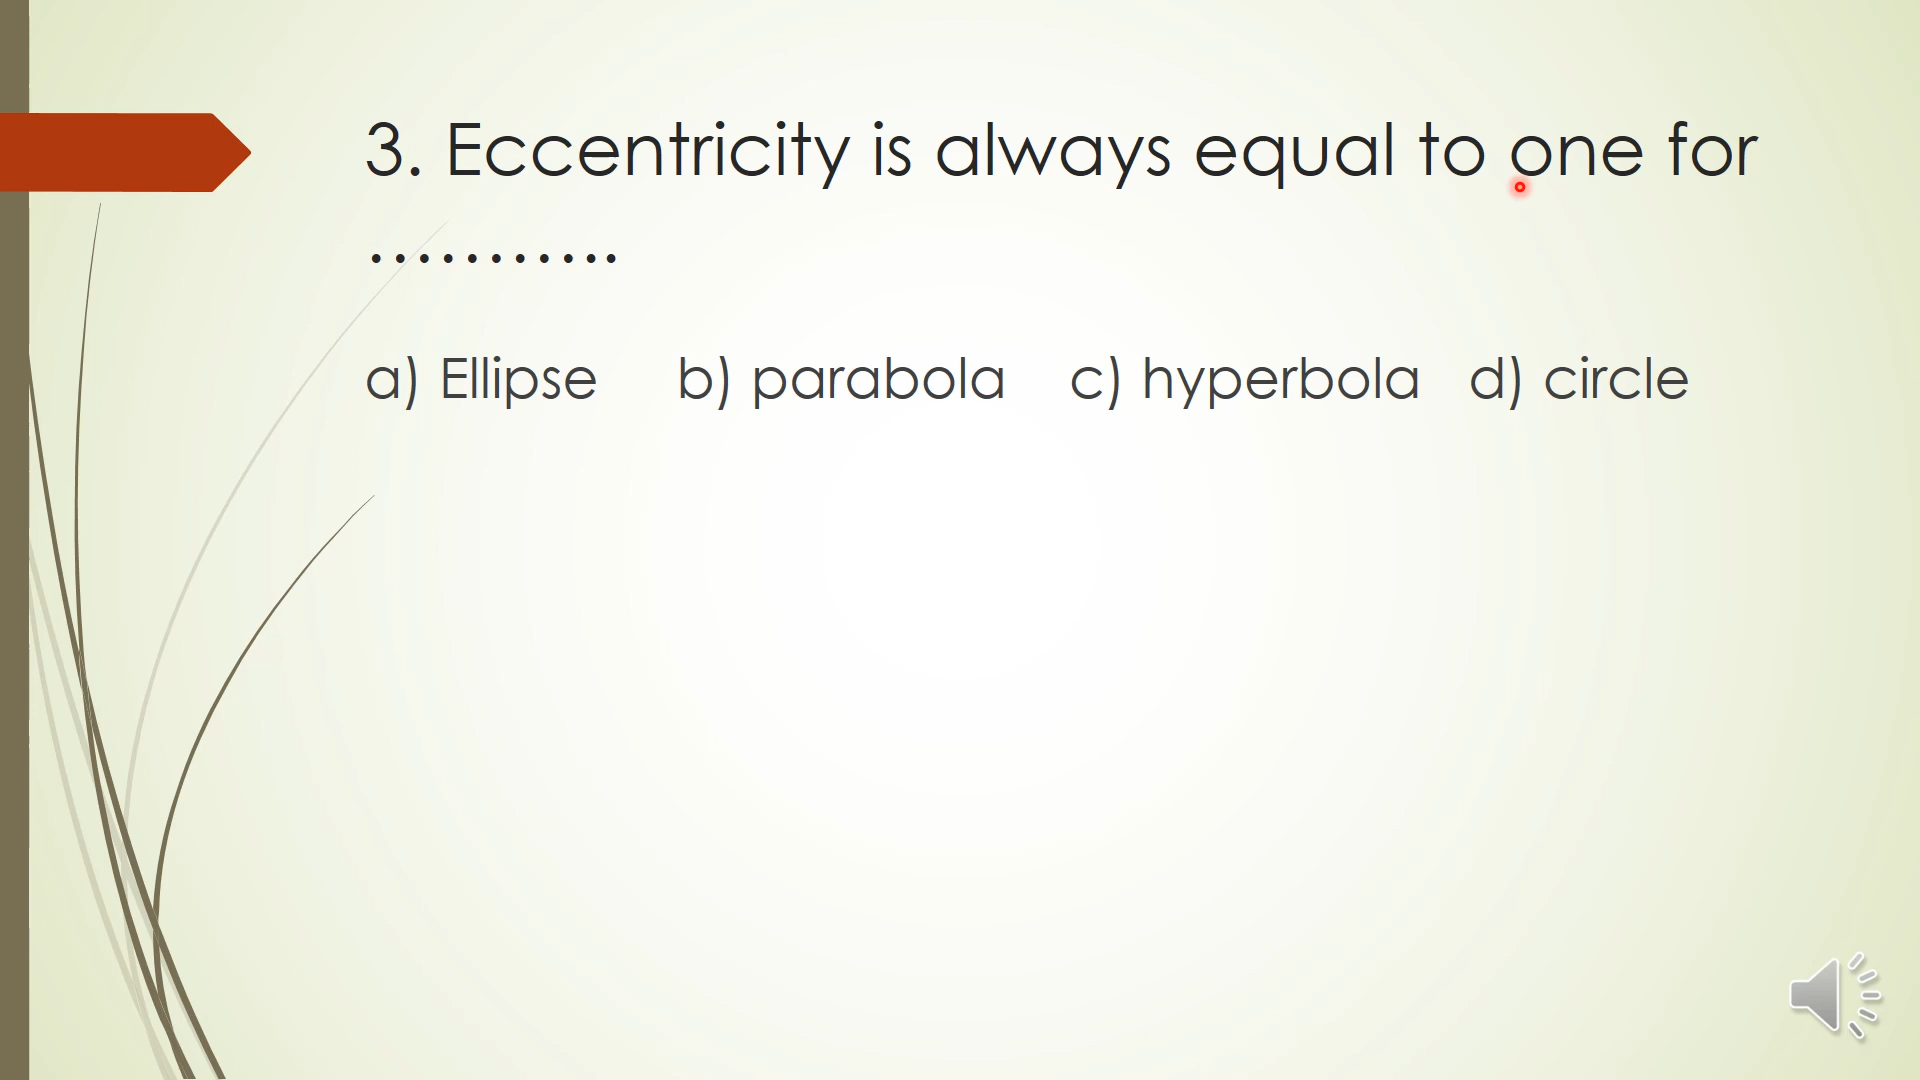 3. Eccentricity is always equal to one for
...........
a) Ellipse b) parabola c) hyperbola d) circle